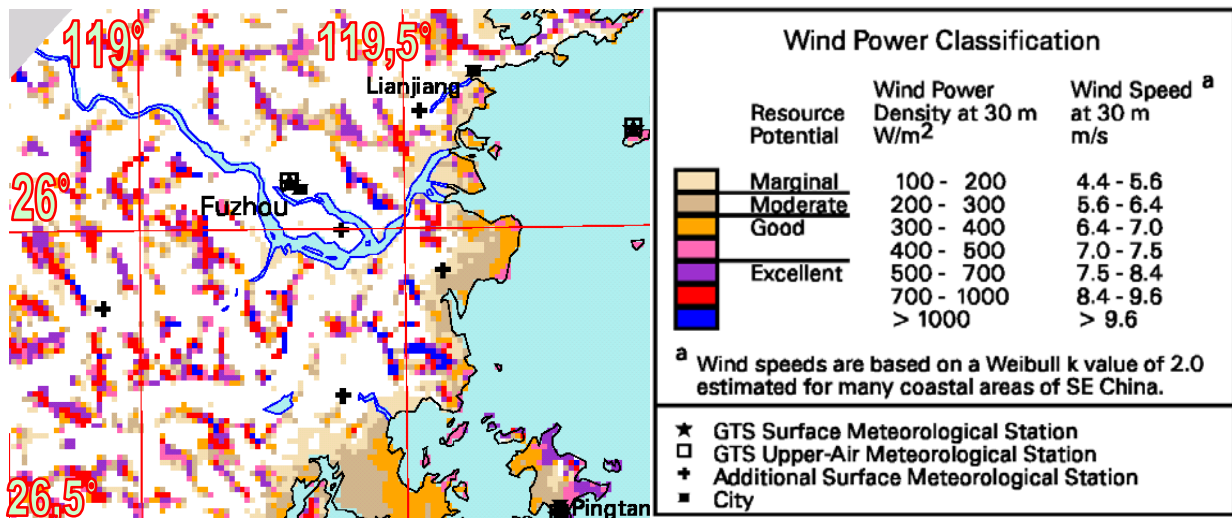 119°
119,5°
Lianjiang
26°
Fuzhou
26,5°
Pingtan
Wind Power Classification
Resource Potential
Wind Power Density at 30 m W/m²
Wind Speed a at 30 m m/s
Marginal 100 - 200 4.4 - 5.6
Moderate 200 - 300 5.6 - 6.4
Good 300 - 400 6.4 - 7.0
400 - 500 7.0 - 7.5
Excellent 500 - 700 7.5 - 8.4
700 - 1000 8.4 - 9.6
> 1000 > 9.6
a Wind speeds are based on a Weibull k value of 2.0
estimated for many coastal areas of SE China.
GTS Surface Meteorological Station
GTS Upper-Air Meteorological Station
Additional Surface Meteorological Station
City